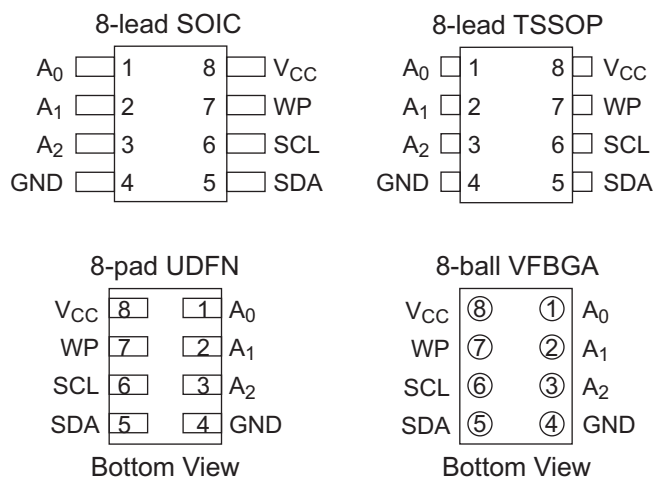 8-lead SOIC
A₀ 1 8 V_CC
A₁ 2 7 WP
A₂ 3 6 SCL
GND 4 5 SDA
8-lead TSSOP
A₀ 1 8 V_CC
A₁ 2 7 WP
A₂ 3 6 SCL
GND 4 5 SDA
8-pad UDFN
V_CC 8 1 A₀
WP 7 2 A₁
SCL 6 3 A₂
SDA 5 4 GND
Bottom View
8-ball VFBGA
V_CC 8 1 A₀
WP 7 2 A₁
SCL 6 3 A₂
SDA 5 4 GND
Bottom View